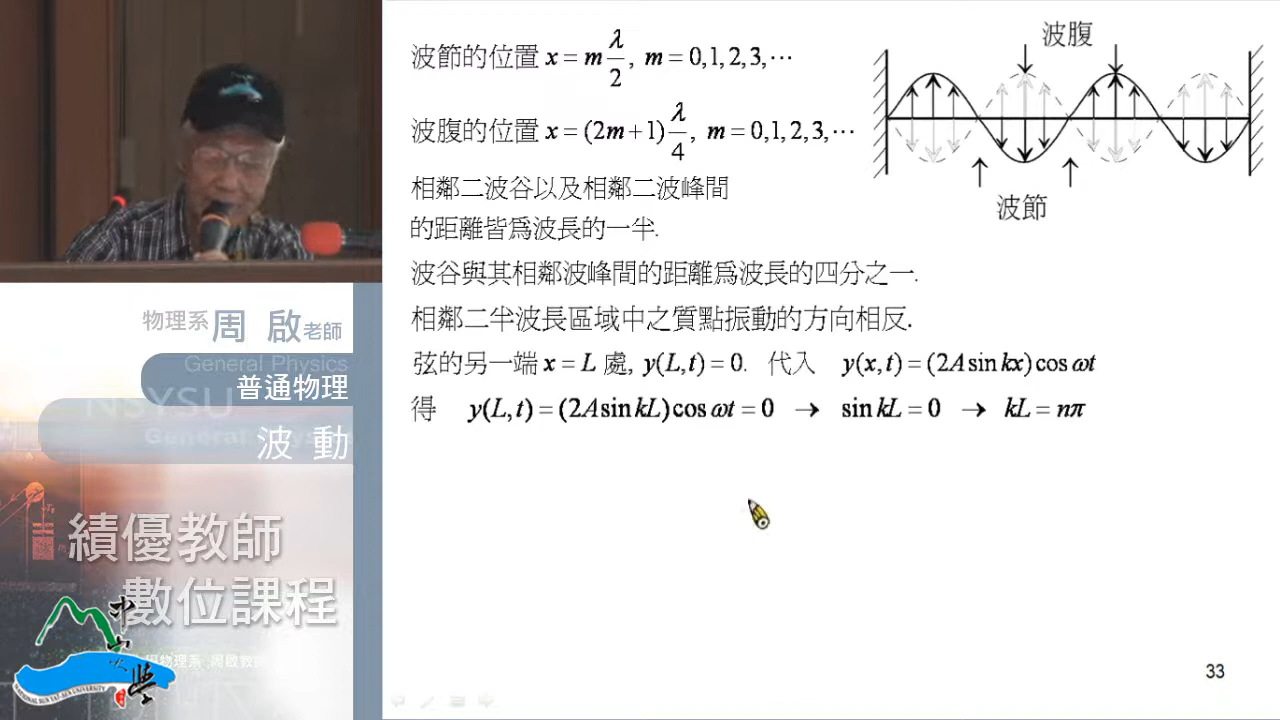 波節的位置 x = m λ/2, m = 0,1,2,3,⋯
波腹的位置 x = (2m+1) λ/4, m = 0,1,2,3,⋯
波腹
波節
相鄰二波谷以及相鄰二波峰間
的距離皆爲波長的一半.
波谷與其相鄰波峰間的距離爲波長的四分之一.
相鄰二半波長區域中之質點振動的方向相反.
弦的另一端 x = L 處, y(L,t) = 0. 代入 y(x,t) = (2A sin kx) cos ωt
得 y(L,t) = (2A sin kL) cos ωt = 0 → sin kL = 0 → kL = nπ
33
物理系 周 啟 老師
General Physics
普通物理
NSYSU
波 動
績優教師
數位課程